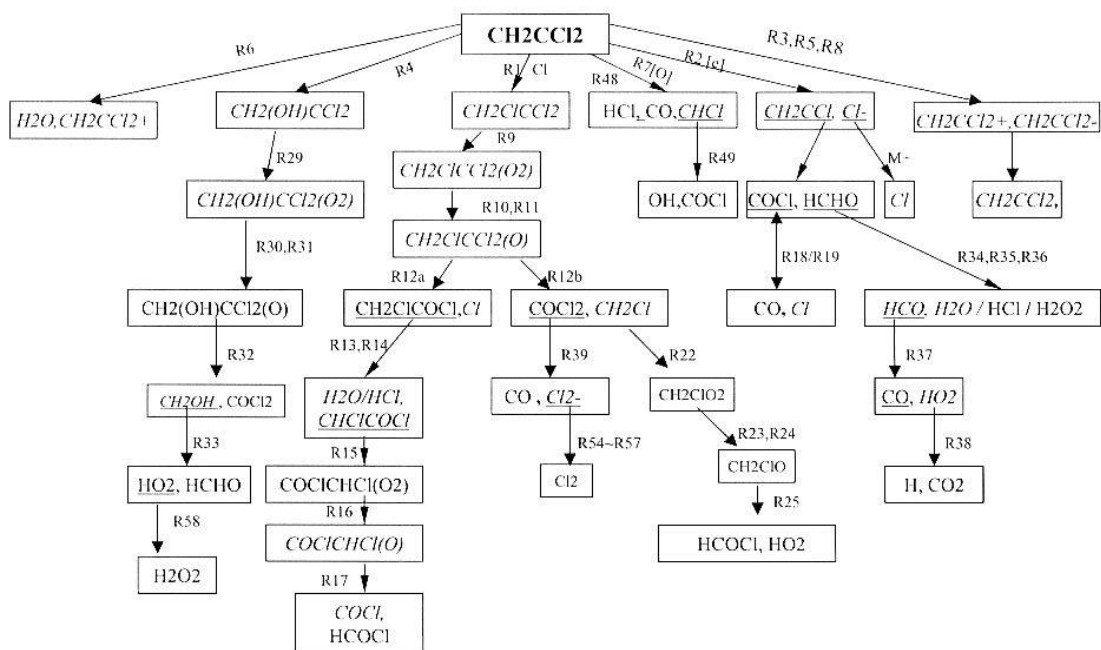 CH2CCl2
R6
R4
R1 Cl
R48
R7[O]
R2,[e]
R3,R5,R8
H2O,CH2CCl2+
CH2(OH)CCl2
CH2ClCCl2
HCl, CO,CHCl
CH2CCl, Cl-
CH2CCl2+,CH2CCl2-
R29
R9
R49
CH2(OH)CCl2(O2)
CH2ClCCl2(O2)
OH,COCl
COCl, HCHO
Cl
CH2CCl2,
R30,R31
R10,R11
CH2ClCCl2(O)
R12a
R12b
R18/R19
R34,R35,R36
CH2(OH)CCl2(O)
CH2ClCOCl,Cl
COCl2, CH2Cl
CO, Cl
HCO, H2O / HCl / H2O2
R32
R13,R14
R39
R22
R37
CH2OH, COCl2
H2O/HCl,
CHClCOCl
CO , Cl2-
CH2ClO2
CO, HO2
R33
R15
R54~R57
R23,R24
R38
HO2, HCHO
COClCHCl(O2)
Cl2
CH2ClO
H, CO2
R58
R16
R25
H2O2
COClCHCl(O)
HCOCl, HO2
R17
COCl,
HCOCl